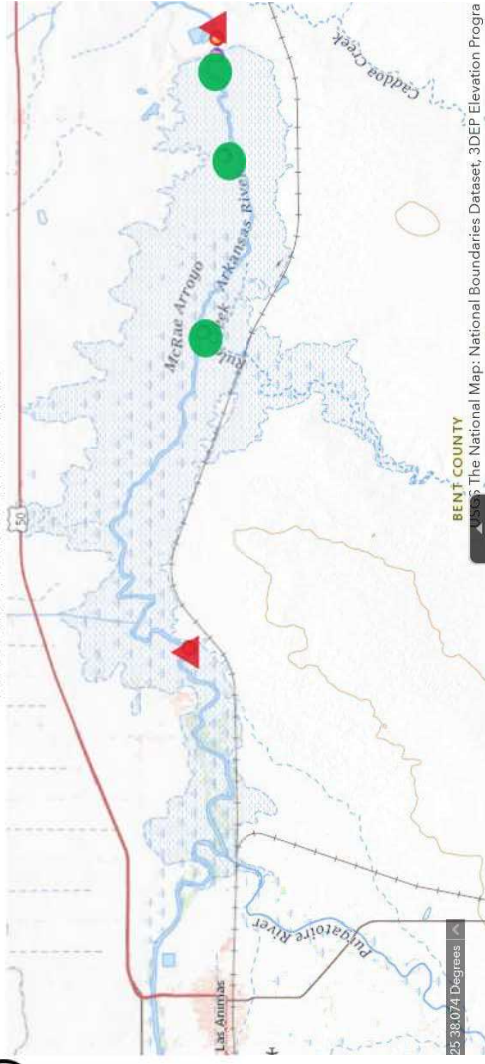 50
Las Animas
Purgatoire River
McRae Arroyo
Arkansas River
Caddoa Creek
BENT COUNTY
USGS The National Map: National Boundaries Dataset, 3DEP Elevation Progra
25 38.074 Degrees